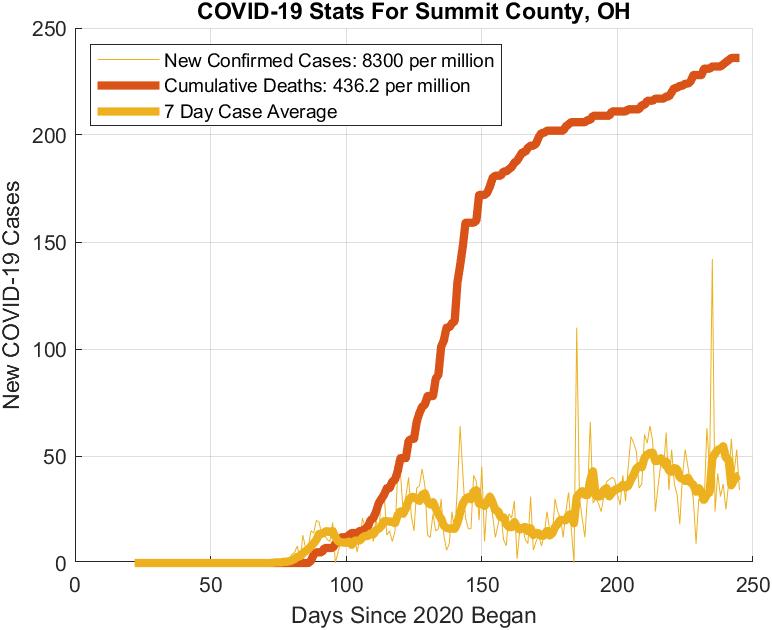 COVID-19 Stats For Summit County, OH
250
New Confirmed Cases: 8300 per million
Cumulative Deaths: 436.2 per million
7 Day Case Average
200
150
100
50
0
New COVID-19 Cases
0 50 100 150 200 250
Days Since 2020 Began